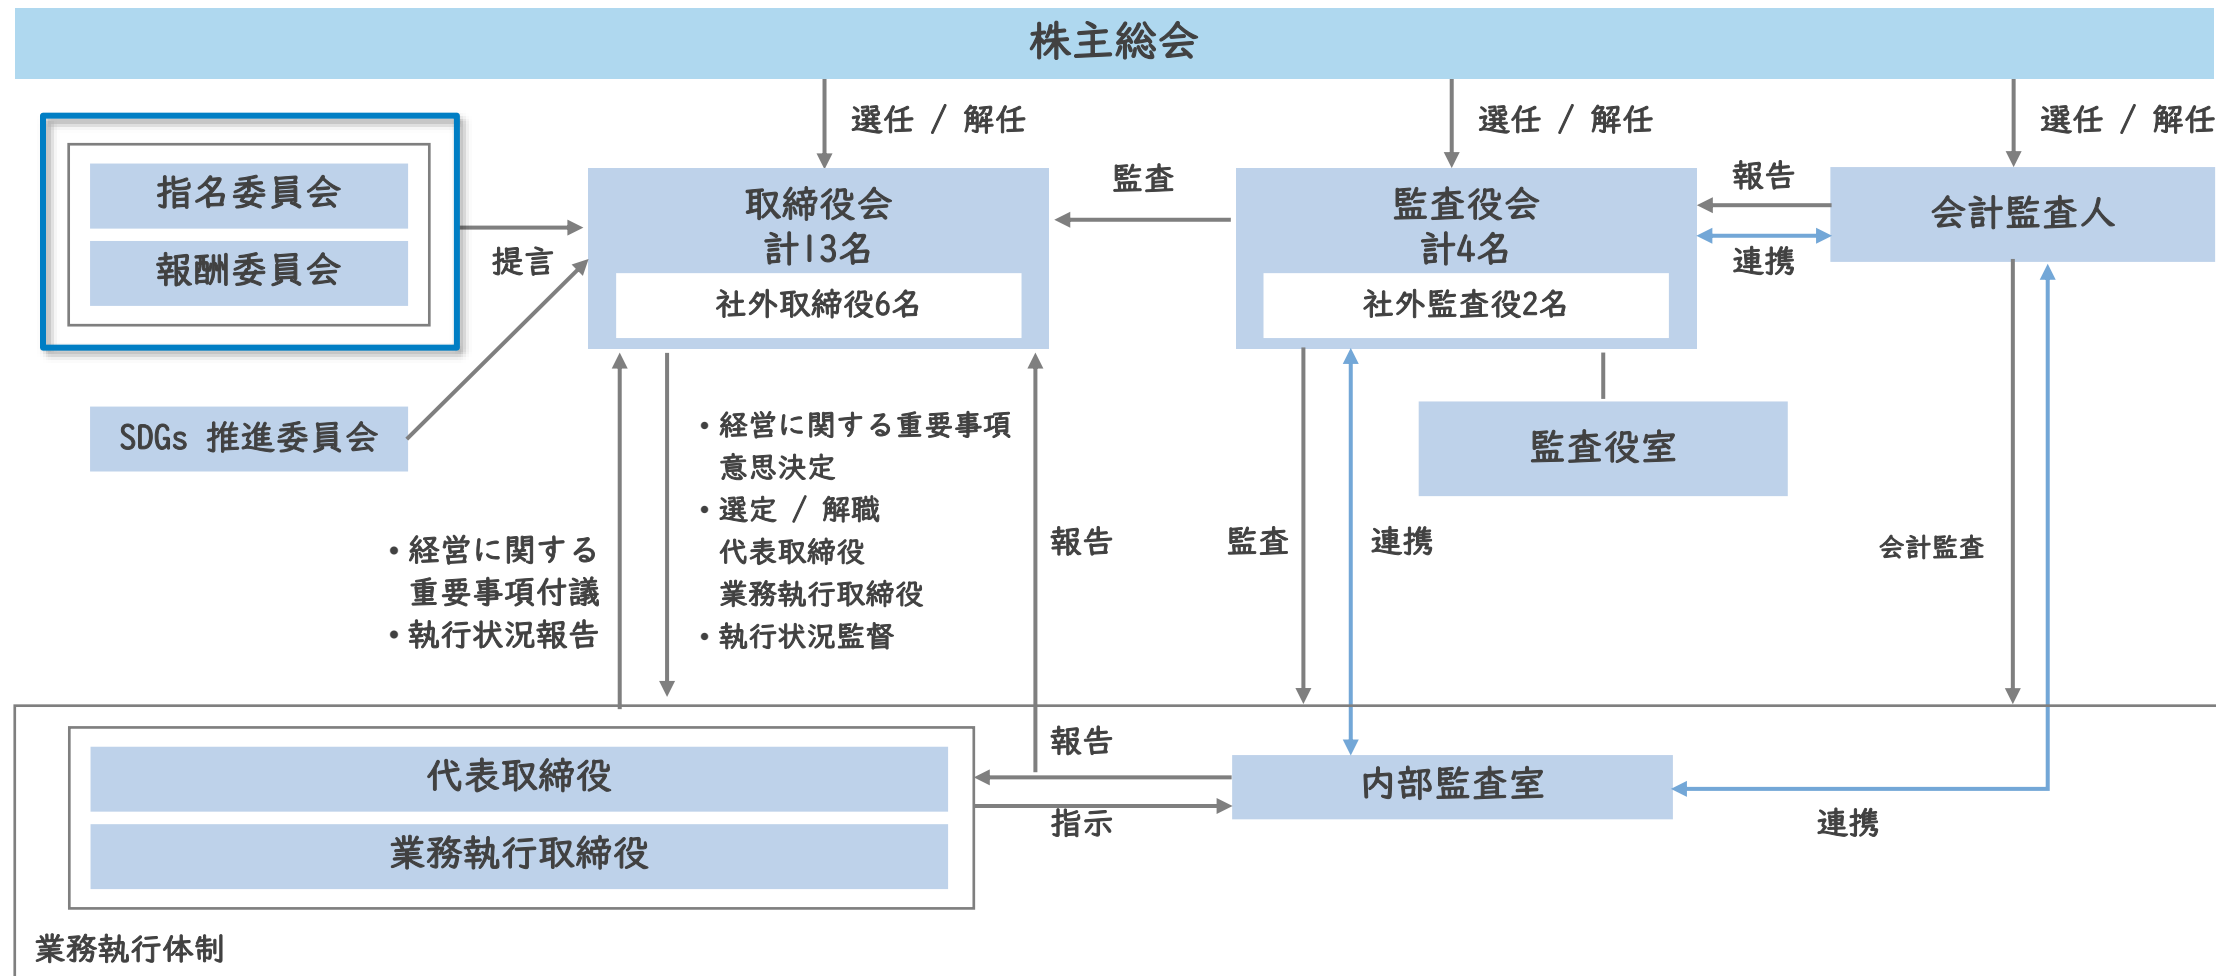 株主総会
選任 / 解任
選任 / 解任
選任 / 解任
指名委員会
報酬委員会
提言
SDGs 推進委員会
取締役会
計13名
社外取締役6名
監査
監査役会
計4名
社外監査役2名
報告
連携
会計監査人
監査役室
・経営に関する
重要事項付議
・執行状況報告
・経営に関する重要事項
意思決定
・選定 / 解職
代表取締役
業務執行取締役
・執行状況監督
報告
監査
連携
会計監査
代表取締役
業務執行取締役
報告
指示
内部監査室
連携
業務執行体制